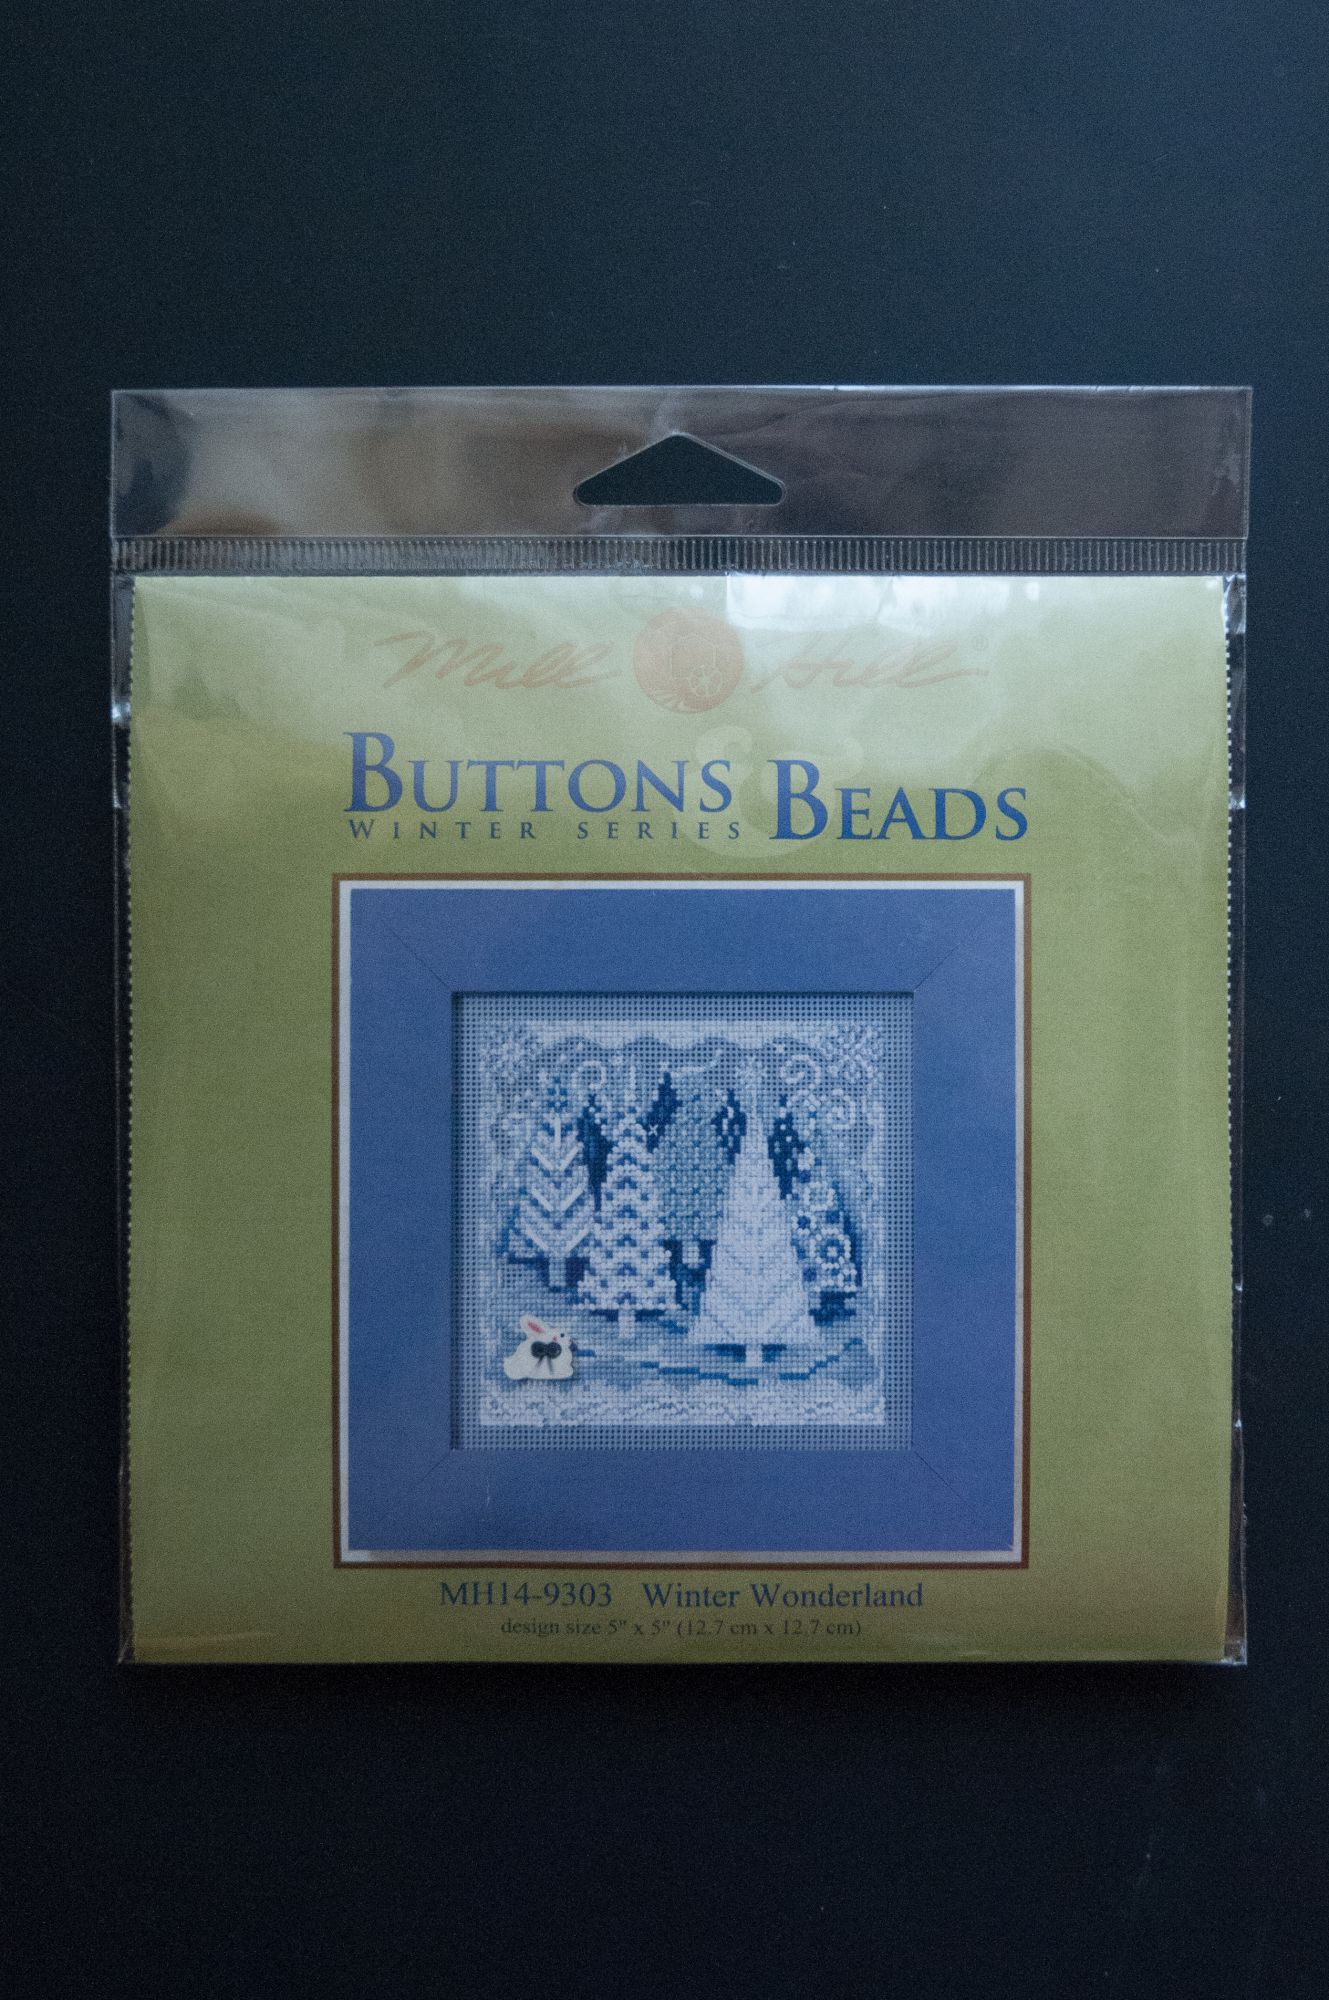 Mill Hill®
BUTTONS & BEADS
WINTER SERIES
MH14-9303 Winter Wonderland
design size 5" x 5" (12.7 cm x 12.7 cm)